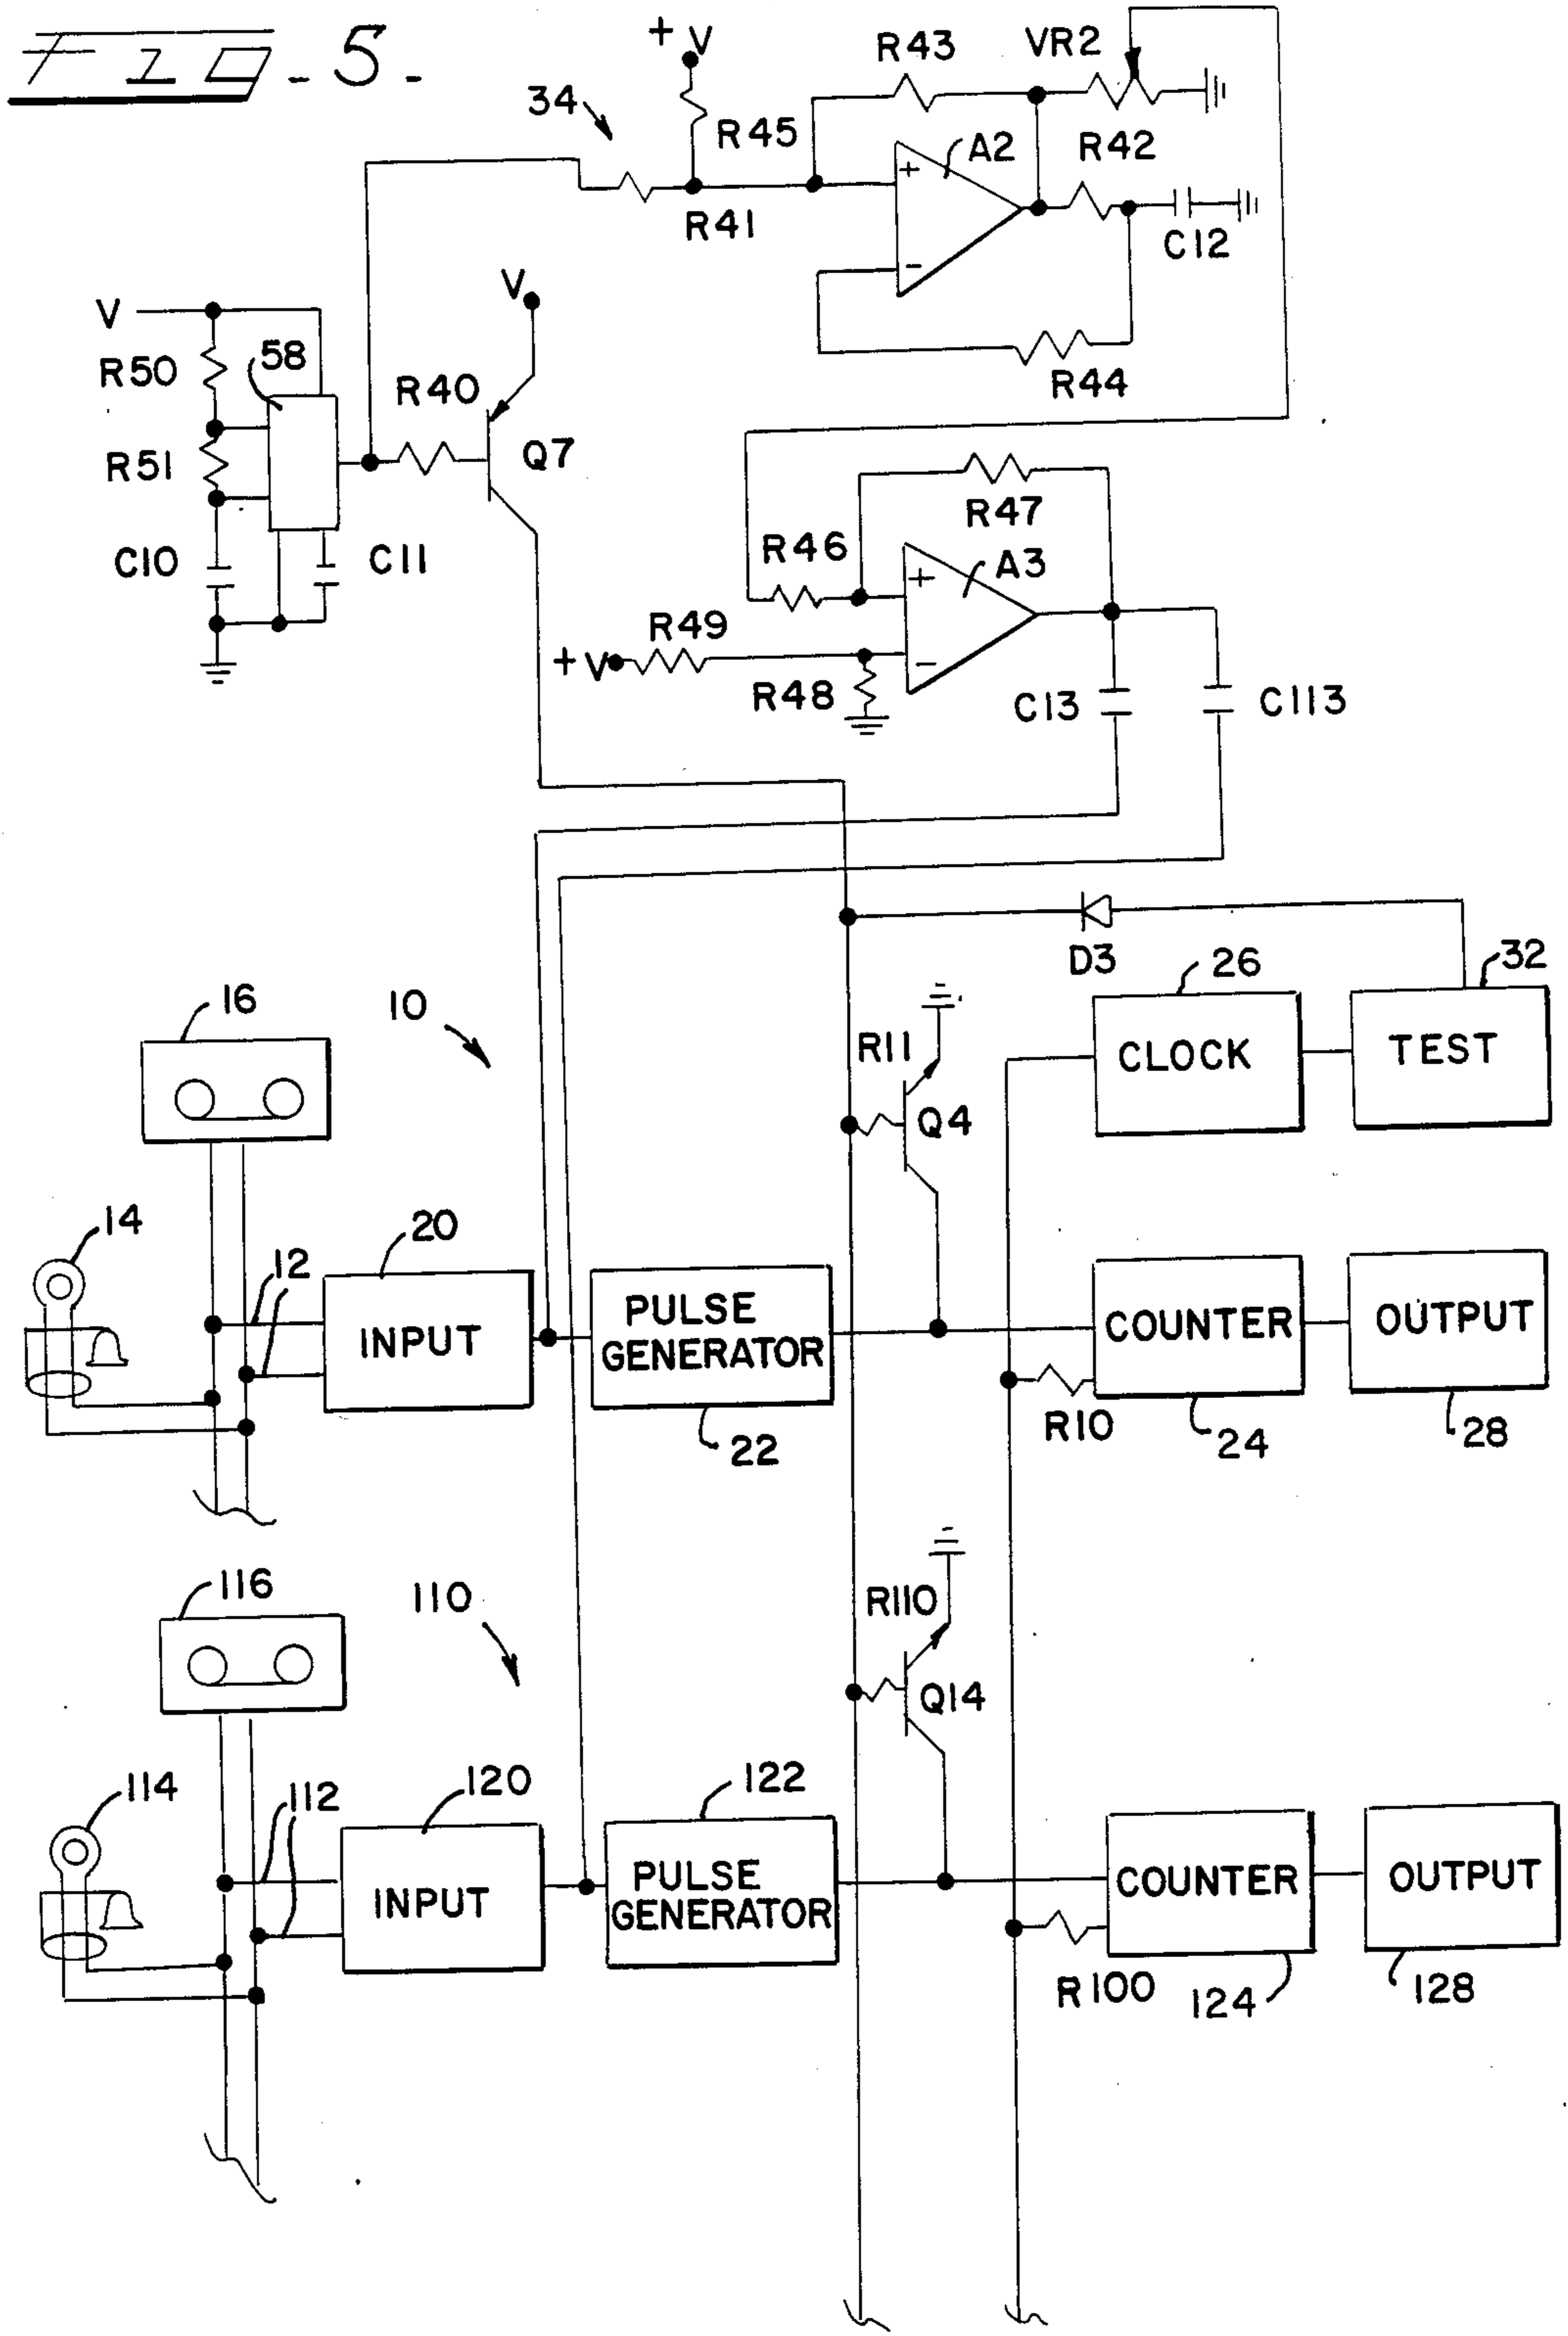 FIG. 5.
+V
R43
VR2
34
R45
A2
R42
+
R41
C12
-
V
V
R50
58
R40
R44
R51
Q7
R47
C10
C11
R46
A3
+
R49
+V
-
R48
C13
C113
D3
26
32
16
10
R11
CLOCK
TEST
Q4
14
20
12
INPUT
PULSE
GENERATOR
COUNTER
OUTPUT
R10
22
24
28
116
110
R110
Q14
114
112
120
122
INPUT
PULSE
GENERATOR
COUNTER
OUTPUT
R100
124
128